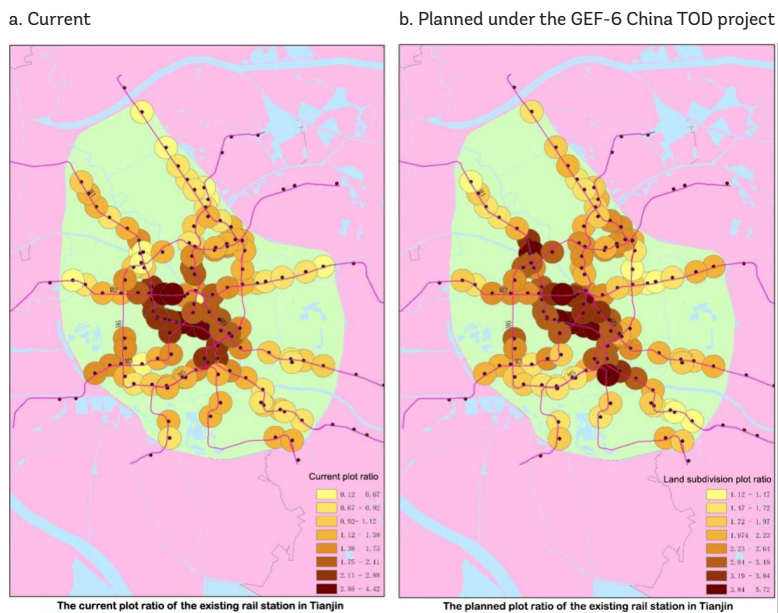 a. Current
b. Planned under the GEF-6 China TOD project
Current plot ratio
0.12 0.67
0.67 - 0.92
0.92- 1.12
1.12 - 1.38
1.38 1.75
1.75 - 2.11
2.11 - 2.88
2.88 - 4.42
The current plot ratio of the existing rail station in Tianjin
Land subdivision plot ratio
1.12 - 1.47
1.47 - 1.72
1.72 - 1.97
1.974 2.23
2.23 - 2.61
2.61 - 3.19
3.19 - 3.84
3.84 5.72
The planned plot ratio of the existing rail station in Tianjin